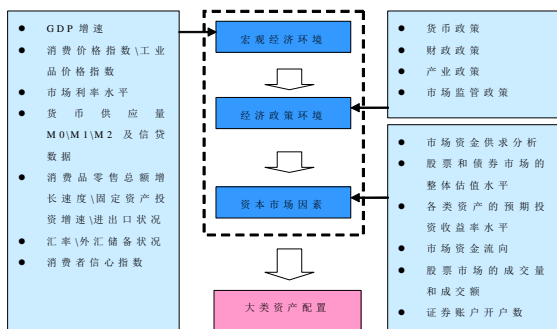 ● GDP 增速
● 消费价格指数\工业
品价格指数
● 市场利率水平
● 货币供应量
M0\M1\M2 及信贷
数据
● 消费品零售总额增
长速度\固定资产投
资增速\进出口状况
● 汇率\外汇储备状况
● 消费者信心指数
宏观经济环境
经济政策环境
资本市场因素
大类资产配置
● 货币政策
● 财政政策
● 产业政策
● 市场监管政策
● 市场资金供求分析
● 股票和债券市场的
整体估值水平
● 各类资产的预期投
资收益率水平
● 市场资金流向
● 股票市场的成交量
和成交额
● 证券账户开户数